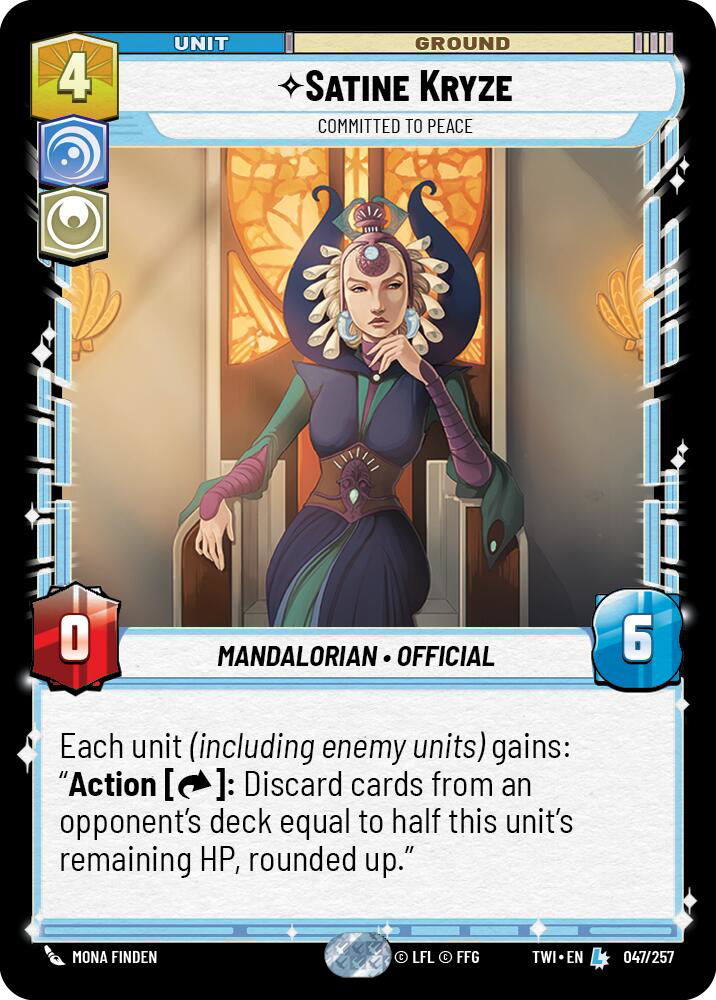 UNIT GROUND
4
✧SATINE KRYZE
COMMITTED TO PEACE
0
6
MANDALORIAN • OFFICIAL
Each unit (including enemy units) gains:
“Action [ ]: Discard cards from an
opponent’s deck equal to half this unit’s
remaining HP, rounded up.”
MONA FINDEN © LFL © FFG TWI•EN L 047/257